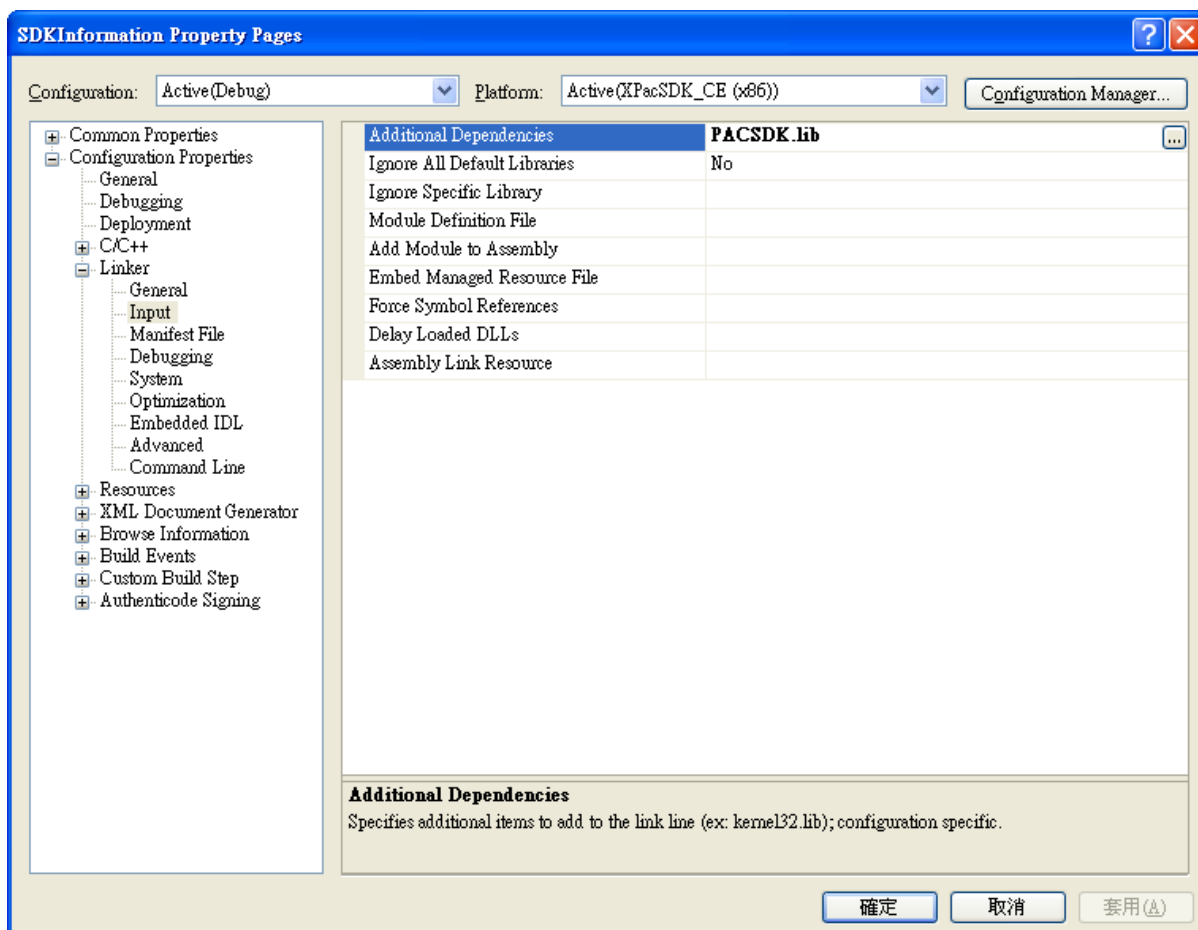 SDKInformation Property Pages
Configuration: Active(Debug) Platform: Active(XPacSDK_CE (x86)) Configuration Manager...
Common Properties
Configuration Properties
General
Debugging
Deployment
C/C++
Linker
General
Input
Manifest File
Debugging
System
Optimization
Embedded IDL
Advanced
Command Line
Resources
XML Document Generator
Browse Information
Build Events
Custom Build Step
Authenticode Signing
Additional Dependencies PACSDK.lib ...
Ignore All Default Libraries No
Ignore Specific Library
Module Definition File
Add Module to Assembly
Embed Managed Resource File
Force Symbol References
Delay Loaded DLLs
Assembly Link Resource
Additional Dependencies
Specifies additional items to add to the link line (ex: kernel32.lib); configuration specific.
確定 取消 套用(A)